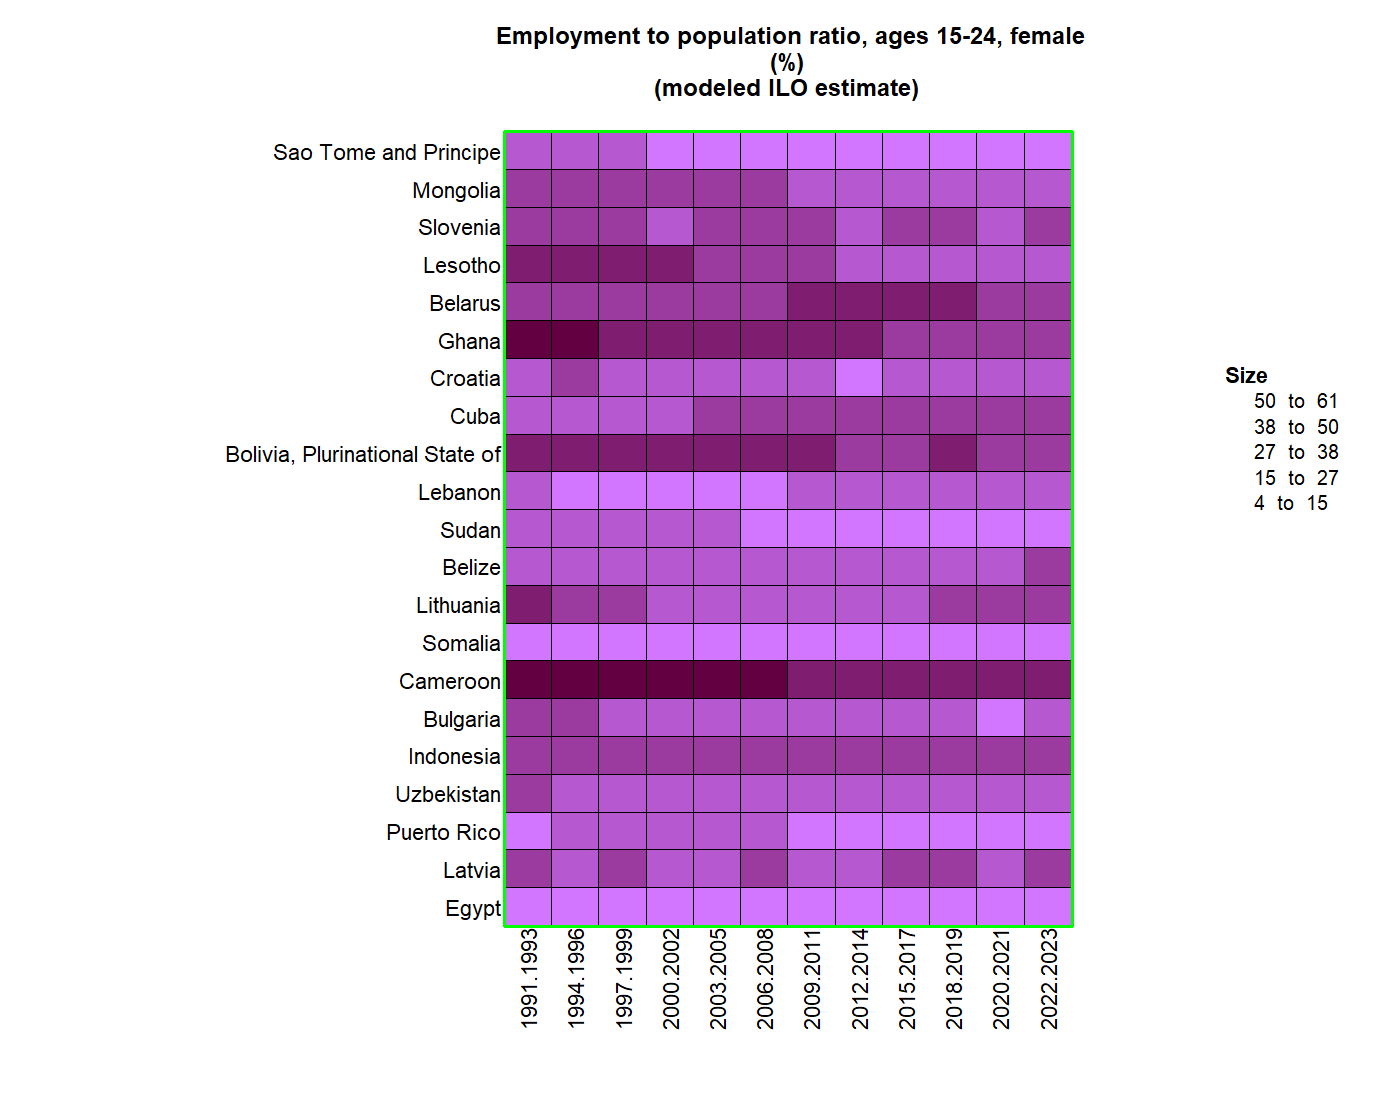 Employment to population ratio, ages 15-24, female
(%)
(modeled ILO estimate)
Sao Tome and Principe
Mongolia
Slovenia
Lesotho
Belarus
Ghana
Croatia
Cuba
Bolivia, Plurinational State of
Lebanon
Sudan
Belize
Lithuania
Somalia
Cameroon
Bulgaria
Indonesia
Uzbekistan
Puerto Rico
Latvia
Egypt
1991.1993
1994.1996
1997.1999
2000.2002
2003.2005
2006.2008
2009.2011
2012.2014
2015.2017
2018.2019
2020.2021
2022.2023
Size
50 to 61
38 to 50
27 to 38
15 to 27
4 to 15